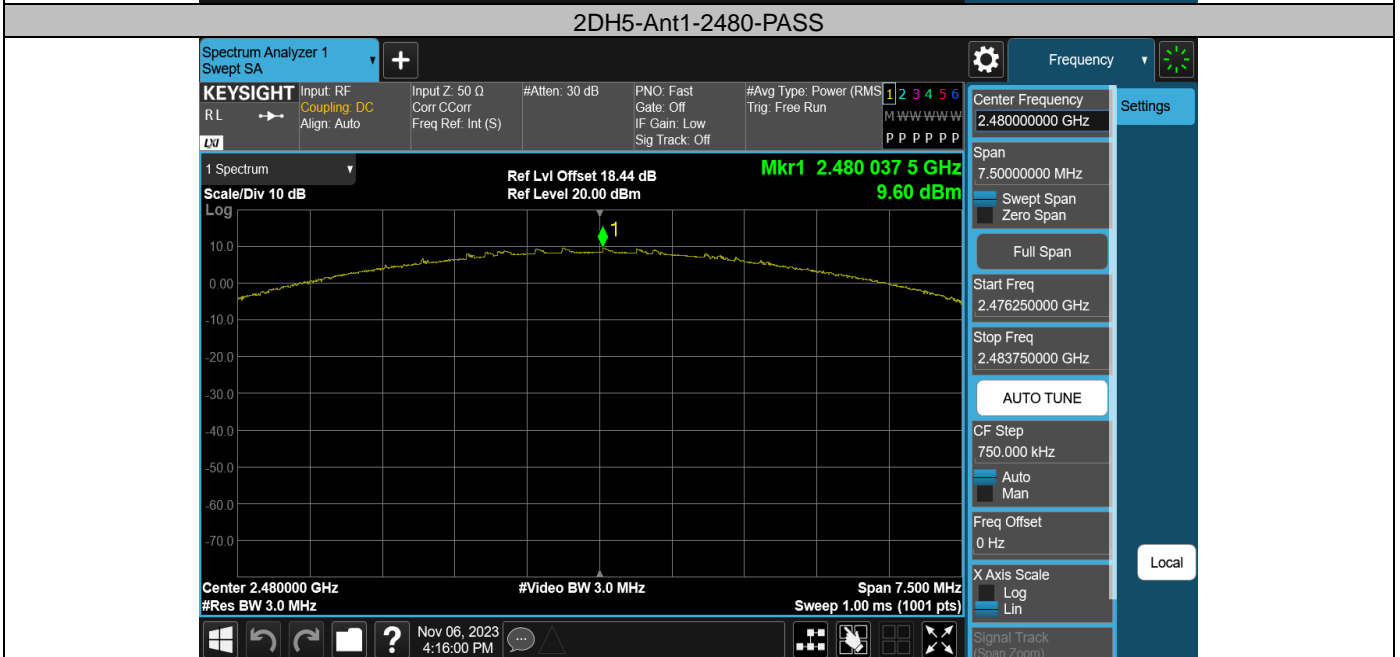 2DH5-Ant1-2480-PASS
Spectrum Analyzer 1
Swept SA
+
Frequency
KEYSIGHT
RL
LXI
Input: RF
Coupling: DC
Align: Auto
Input Z: 50 Ω
Corr CCorr
Freq Ref: Int (S)
#Atten: 30 dB
PNO: Fast
Gate: Off
IF Gain: Low
Sig Track: Off
#Avg Type: Power (RMS
Trig: Free Run
1 2 3 4 5 6
M W W W W W
P P P P P P
1 Spectrum
Scale/Div 10 dB
Log
Ref Lvl Offset 18.44 dB
Ref Level 20.00 dBm
Mkr1 2.480 037 5 GHz
9.60 dBm
1
10.0
0.00
-10.0
-20.0
-30.0
-40.0
-50.0
-60.0
-70.0
Center 2.480000 GHz
#Res BW 3.0 MHz
#Video BW 3.0 MHz
Span 7.500 MHz
Sweep 1.00 ms (1001 pts)
Center Frequency
2.480000000 GHz
Settings
Span
7.50000000 MHz
Swept Span
Zero Span
Full Span
Start Freq
2.476250000 GHz
Stop Freq
2.483750000 GHz
AUTO TUNE
CF Step
750.000 kHz
Auto
Man
Freq Offset
0 Hz
X Axis Scale
Log
Lin
Local
Signal Track
(Span Zoom)
?
Nov 06, 2023
4:16:00 PM